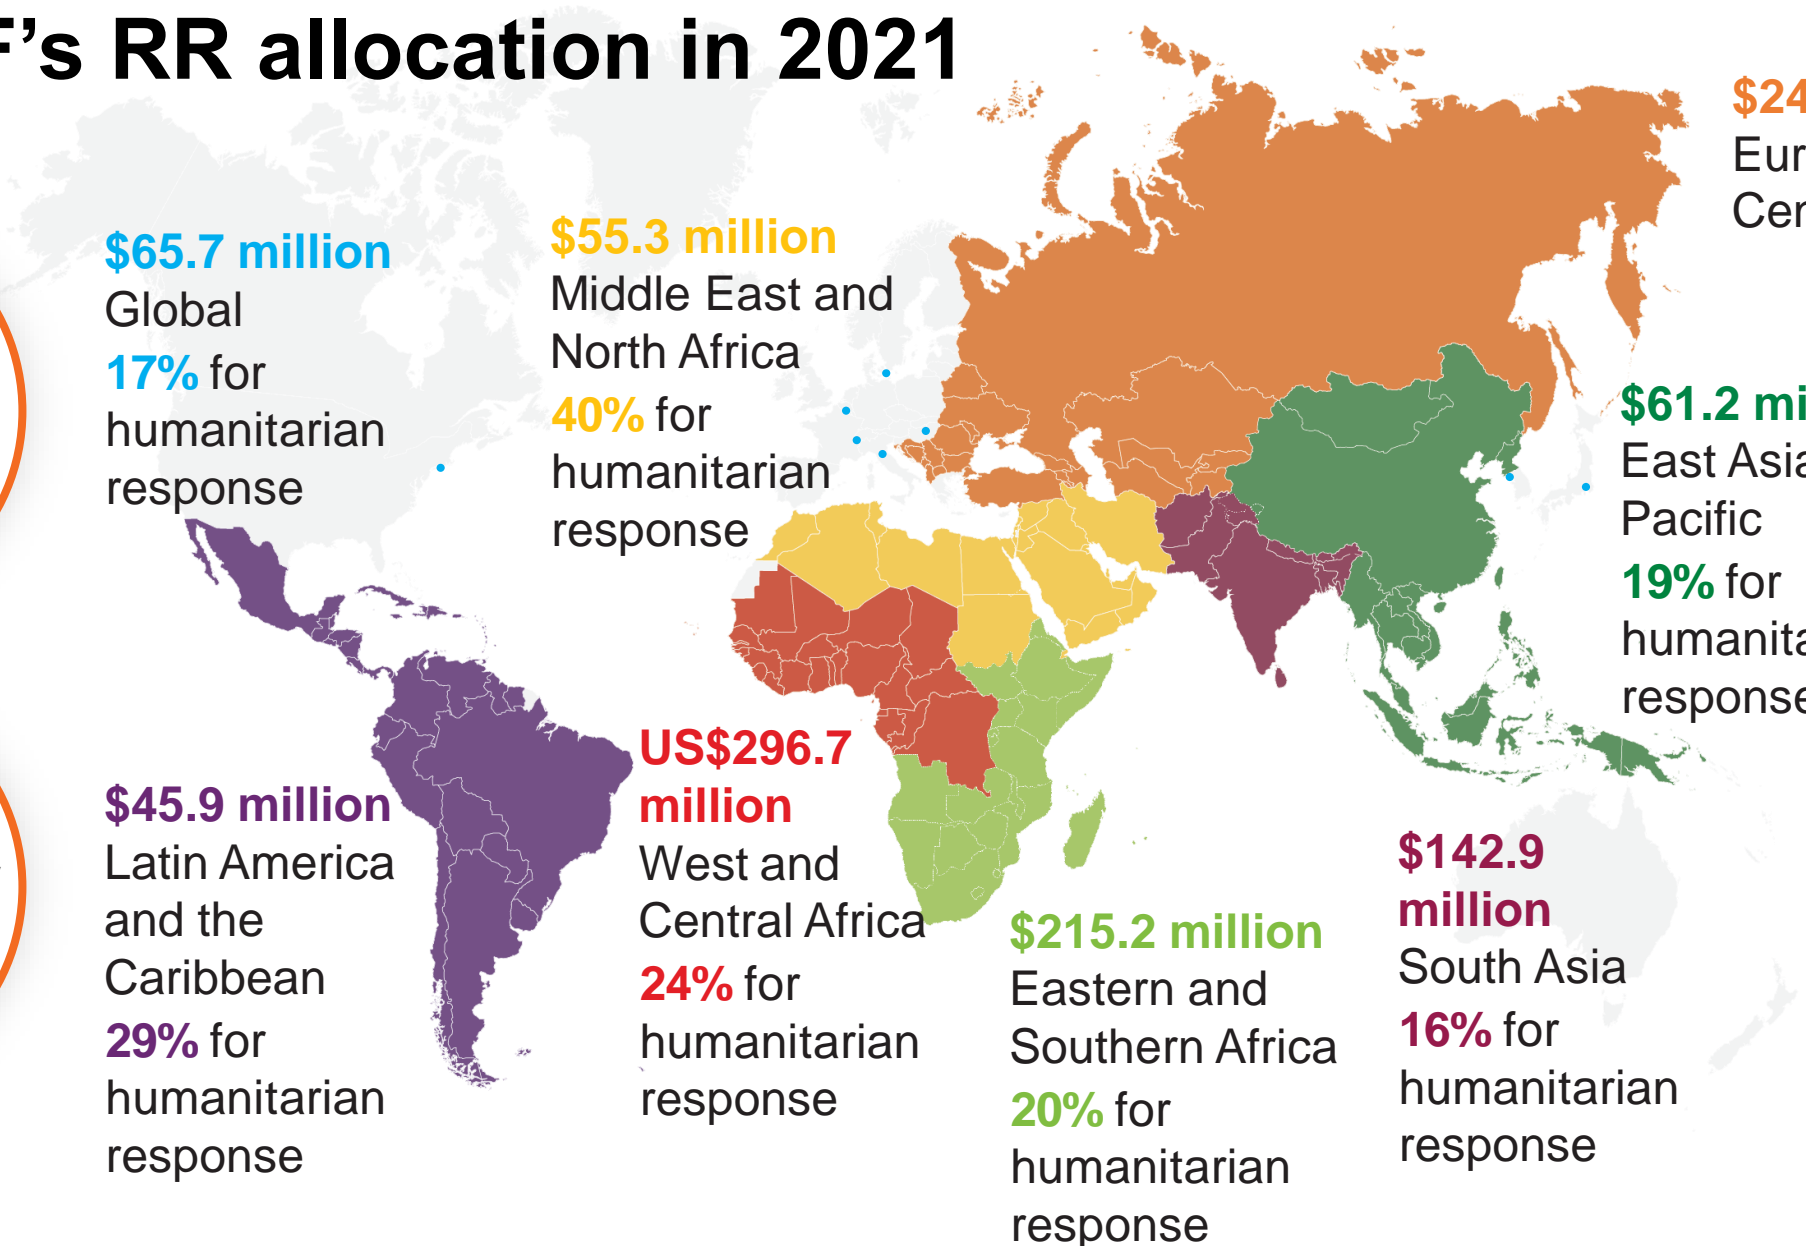 F's RR allocation in 2021
$65.7 million
Global
17% for
humanitarian
response
$55.3 million
Middle East and
North Africa
40% for
humanitarian
response
$24
Eur
Cen
$61.2 mi
East Asia
Pacific
19% for
humanita
response
$45.9 million
Latin America
and the
Caribbean
29% for
humanitarian
response
US$296.7
million
West and
Central Africa
24% for
humanitarian
response
$215.2 million
Eastern and
Southern Africa
20% for
humanitarian
response
$142.9
million
South Asia
16% for
humanitarian
response